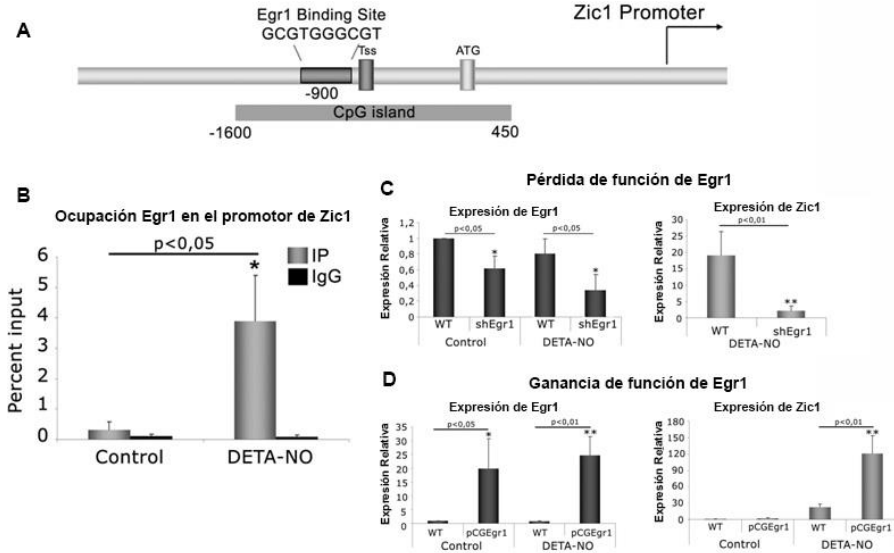 A
Egr1 Binding Site
GCGTGGGCGT
Zic1 Promoter
Tss
ATG
-900
CpG island
-1600
450
B
Ocupación Egr1 en el promotor de Zic1
p<0,05
*
IP
IgG
Percent input
6
5
4
3
2
1
0
Control
DETA-NO
C
Pérdida de función de Egr1
Expresión de Egr1
Expresión Relativa
1,2
1
0,8
0,6
0,4
0,2
0
p<0,05
p<0,05
*
*
WT
shEgr1
WT
shEgr1
Control
DETA-NO
Expresión de Zic1
Expresión Relativa
30
25
20
15
10
5
0
p<0,01
**
WT
shEgr1
DETA-NO
D
Ganancia de función de Egr1
Expresión de Egr1
Expresión Relativa
35
30
25
20
15
10
5
0
p<0,05
p<0,01
*
**
WT
pCGEgr1
WT
pCGEgr1
Control
DETA-NO
Expresión de Zic1
Expresión Relativa
180
150
120
90
60
30
0
p<0,01
**
WT
pCGEgr1
WT
pCGEgr1
Control
DETA-NO